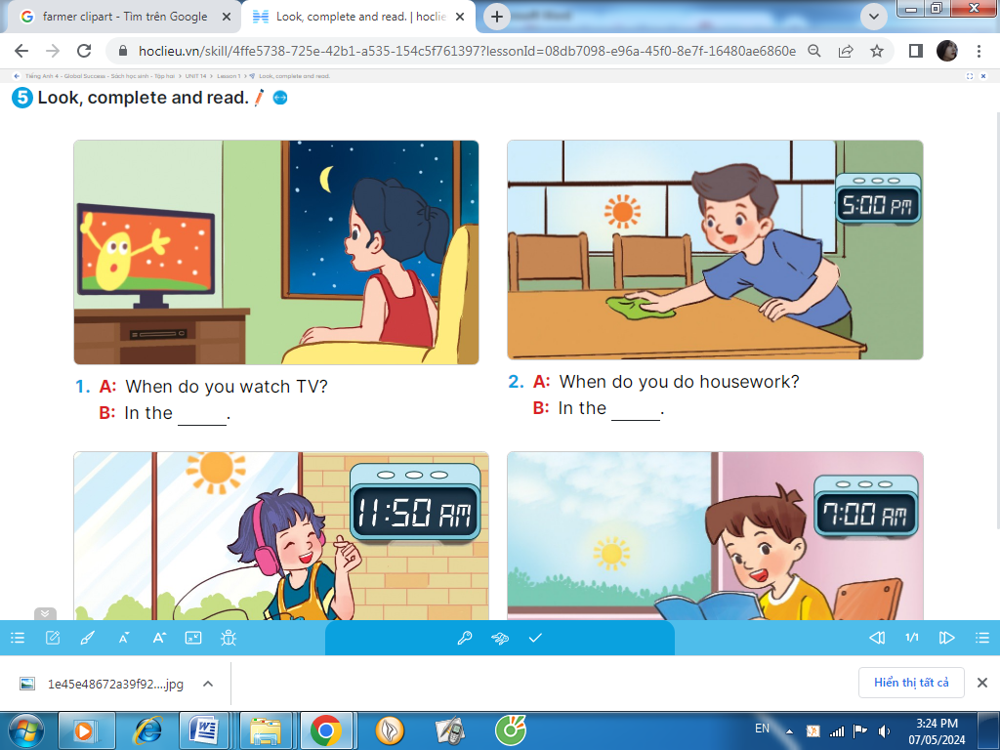 farmer clipart - Tìm trên Google
Look, complete and read. | hoclie
hoclieu.vn/skill/4ffe5738-725e-42b1-a535-154c5f761397?lessonId=08db7098-e96a-45f0-8e7f-16480ae6860e
Tiếng Anh 4 - Global Success - Sách học sinh - Tập hai > UNIT 14 > Lesson 1 > Look, complete and read.
5 Look, complete and read.
5:00 PM
1. A: When do you watch TV?
B: In the _____.
2. A: When do you do housework?
B: In the _____.
11:50 AM
7:00 AM
1/1
1e45e48672a39f92....jpg
Hiển thị tất cả
EN
3:24 PM
07/05/2024